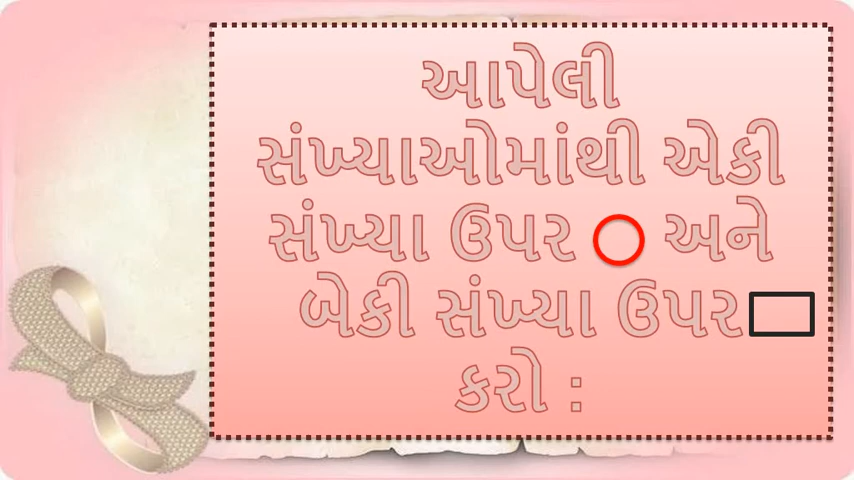 આપેલી
સંખ્યાઓમાંથી એકી
સંખ્યા ઉપર અને
બેકી સંખ્યા ઉપર
કરો :